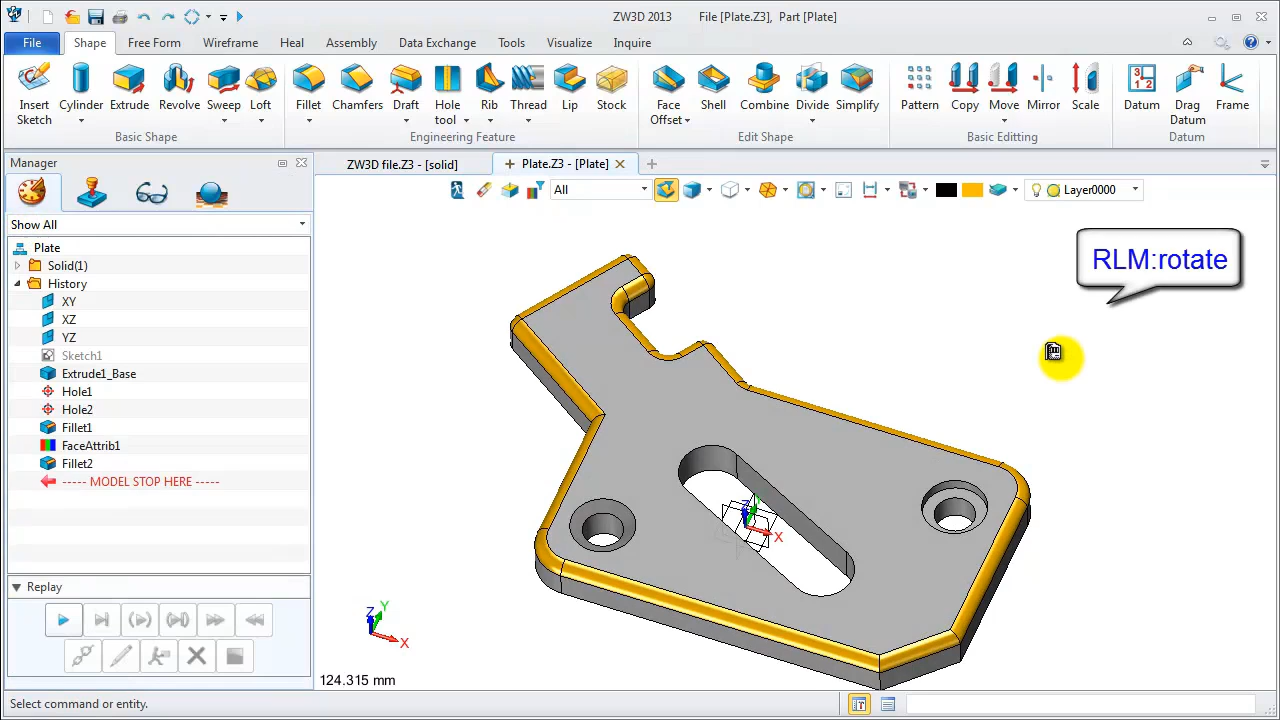 ZW3D 2013 File [Plate.Z3], Part [Plate]
File Shape Free Form Wireframe Heal Assembly Data Exchange Tools Visualize Inquire
Insert Sketch Cylinder Extrude Revolve Sweep Loft Fillet Chamfers Draft Hole tool Rib Thread Lip Stock Face Offset Shell Combine Divide Simplify Pattern Copy Move Mirror Scale Datum Drag Datum Frame
Basic Shape Engineering Feature Edit Shape Basic Editting Datum
Manager
ZW3D file.Z3 - [solid] Plate.Z3 - [Plate]
All Layer0000
Show All
Plate
Solid(1)
History
XY
XZ
YZ
Sketch1
Extrude1_Base
Hole1
Hole2
Fillet1
FaceAttrib1
Fillet2
----- MODEL STOP HERE -----
Replay
RLM:rotate
Z Y X
Z Y X
124.315 mm
Select command or entity.